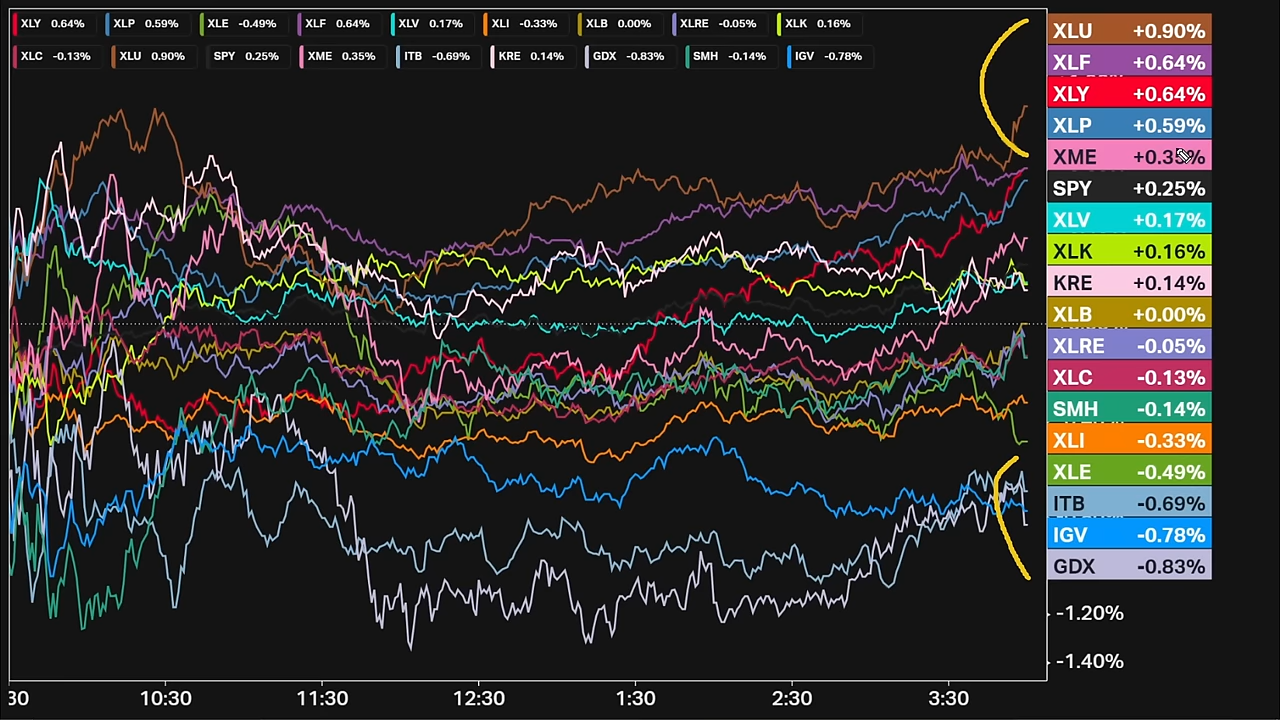 XLY 0.64% XLP 0.59% XLE -0.49% XLF 0.64% XLV 0.17% XLI -0.33% XLB 0.00% XLRE -0.05% XLK 0.16%
XLC -0.13% XLU 0.90% SPY 0.25% XME 0.35% ITB -0.69% KRE 0.14% GDX -0.83% SMH -0.14% IGV -0.78%
XLU +0.90%
XLF +0.64%
XLY +0.64%
XLP +0.59%
XME
SPY +0.25%
XLV +0.17%
XLK +0.16%
KRE +0.14%
XLB +0.00%
XLRE -0.05%
XLC -0.13%
SMH -0.14%
XLI -0.33%
XLE -0.49%
ITB -0.69%
IGV -0.78%
GDX -0.83%
-1.20%
-1.40%
:30 10:30 11:30 12:30 1:30 2:30 3:30